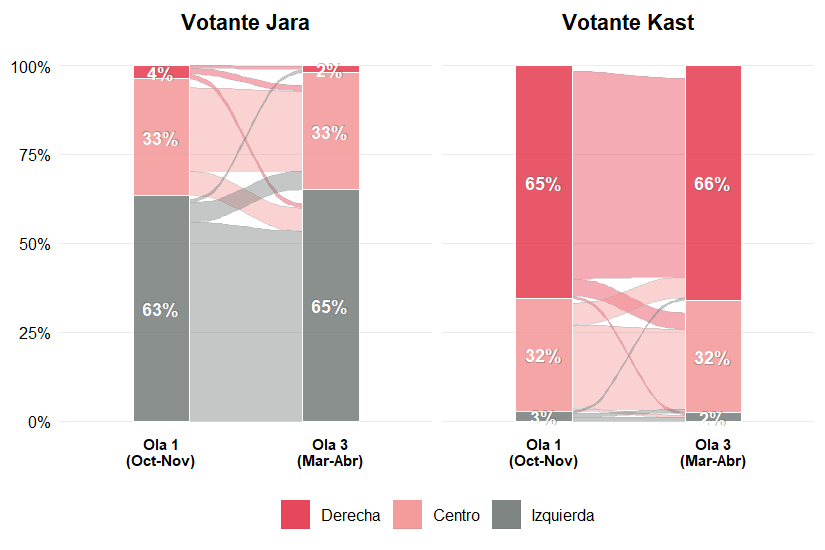 Votante Jara
Votante Kast
100%
75%
50%
25%
0%
4%
33%
63%
2%
33%
65%
65%
32%
3%
66%
32%
2%
Ola 1
(Oct-Nov)
Ola 3
(Mar-Abr)
Ola 1
(Oct-Nov)
Ola 3
(Mar-Abr)
Derecha
Centro
Izquierda